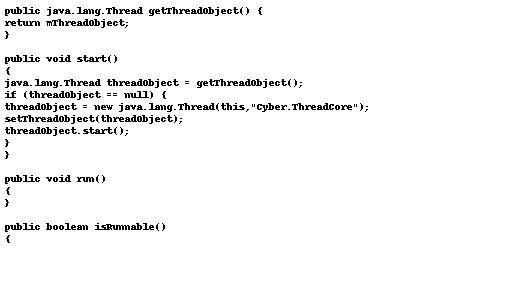 public java.lang.Thread getThreadObject() {
return mThreadObject;
}

public void start()
{
java.lang.Thread threadObject = getThreadObject();
if (threadObject == null) {
threadObject = new java.lang.Thread(this,"Cyber.ThreadCore");
setThreadObject(threadObject);
threadObject.start();
}
}

public void run()
{
}

public boolean isRunnable()
{